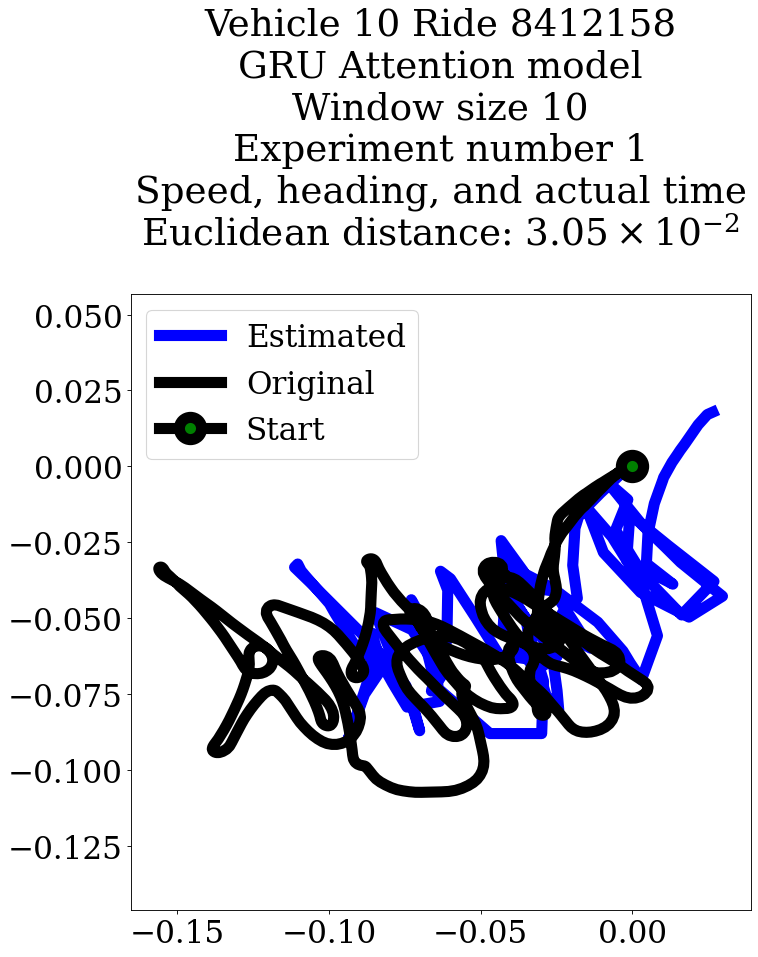 Vehicle 10 Ride 8412158
GRU Attention model
Window size 10
Experiment number 1
Speed, heading, and actual time
Euclidean distance: 3.05 × 10⁻²
0.050
Estimated
0.025
Original
Start
0.000
−0.025
−0.050
−0.075
−0.100
−0.125
−0.15 −0.10 −0.05 0.00